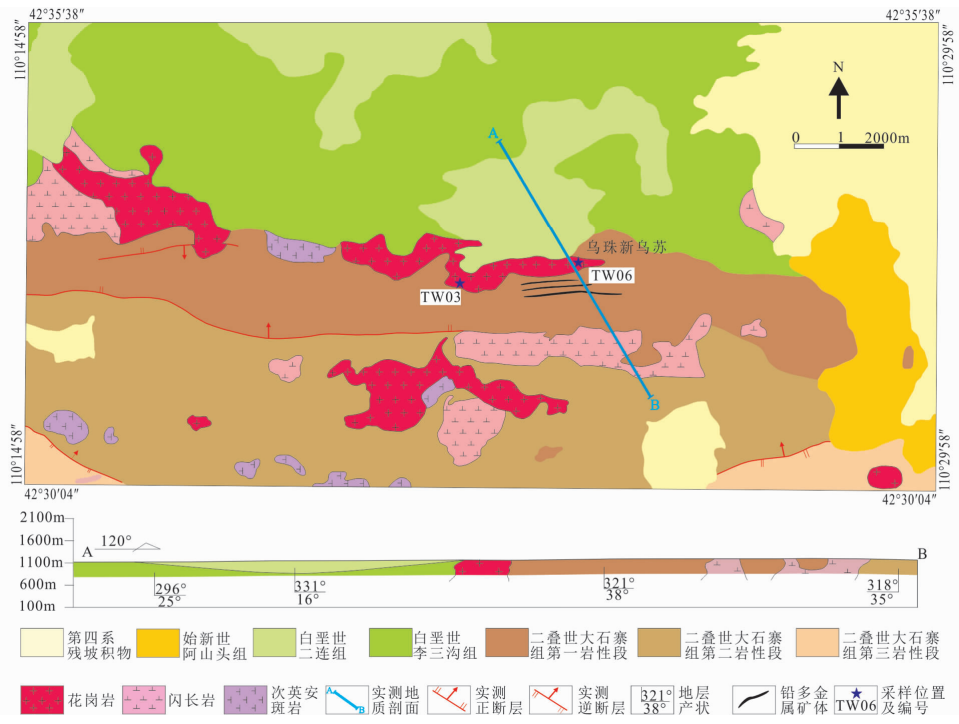 42°35′38″
42°35′38″
110°14′58″
110°29′58″
N
0 1 2000m
A
乌珠新乌苏
TW06
TW03
B
110°14′58″
110°29′58″
42°30′04″
42°30′04″
2100m
1600m
1100m
600m
100m
A
120°
B
296°
25°
331°
16°
321°
38°
318°
35°
第四系
残坡积物
始新世
阿山头组
白垩世
二连组
白垩世
李三沟组
二叠世大石寨
组第一岩性段
二叠世大石寨
组第二岩性段
二叠世大石寨
组第三岩性段
花岗岩
闪长岩
次英安
斑岩
A
B
实测地
质剖面
实测
正断层
实测
逆断层
321°
38°
地层
产状
铅多金
属矿体
TW06
采样位置
及编号